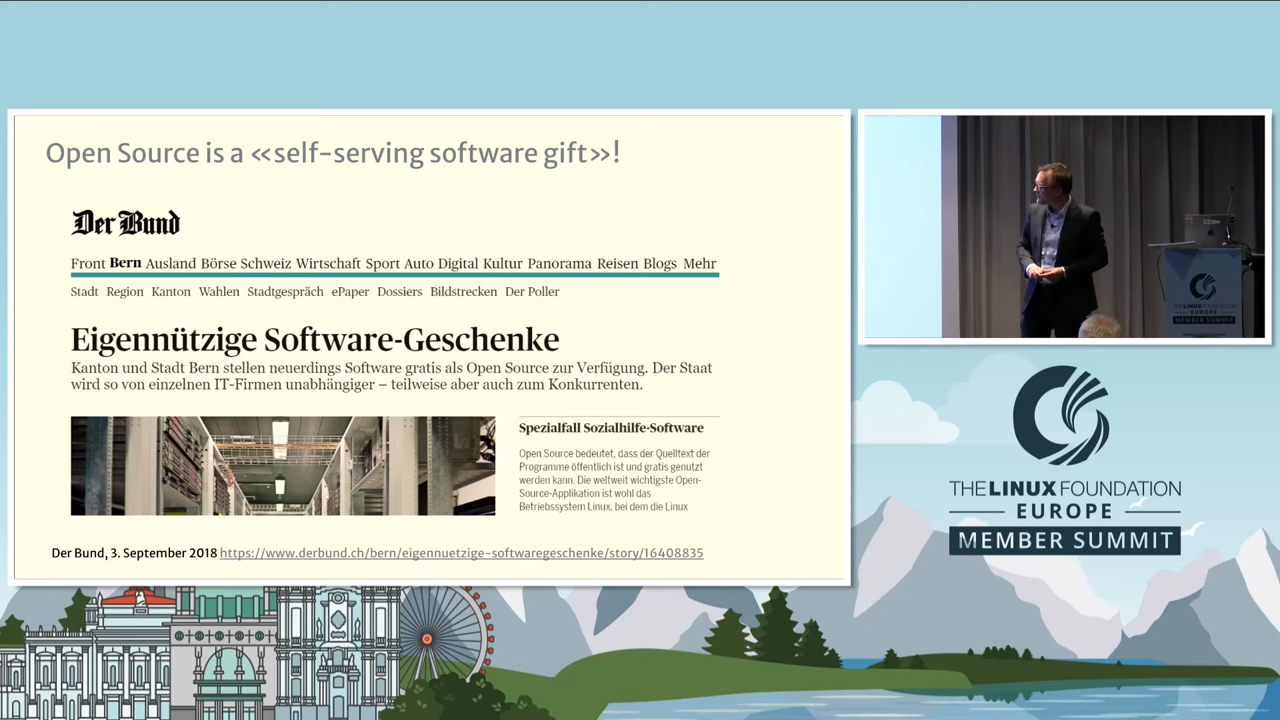 Open Source is a «self-serving software gift»!
Der Bund
Front Bern Ausland Börse Schweiz Wirtschaft Sport Auto Digital Kultur Panorama Reisen Blogs Mehr
Stadt Region Kanton Wahlen Stadtgespräch ePaper Dossiers Bildstrecken Der Poller
Eigennützige Software-Geschenke
Kanton und Stadt Bern stellen neuerdings Software gratis als Open Source zur Verfügung. Der Staat
wird so von einzelnen IT-Firmen unabhängiger – teilweise aber auch zum Konkurrenten.
Spezialfall Sozialhilfe-Software
Open Source bedeutet, dass der Quelltext der
Programme öffentlich ist und gratis genutzt
werden kann. Die weltweit wichtigste Open-
Source-Applikation ist wohl das
Betriebssystem Linux, bei dem die Linux
Der Bund, 3. September 2018 https://www.derbund.ch/bern/eigennuetzige-softwaregeschenke/story/16408835
THE LINUX FOUNDATION
EUROPE
MEMBER SUMMIT
THE LINUX FOUNDATION
EUROPE
MEMBER SUMMIT